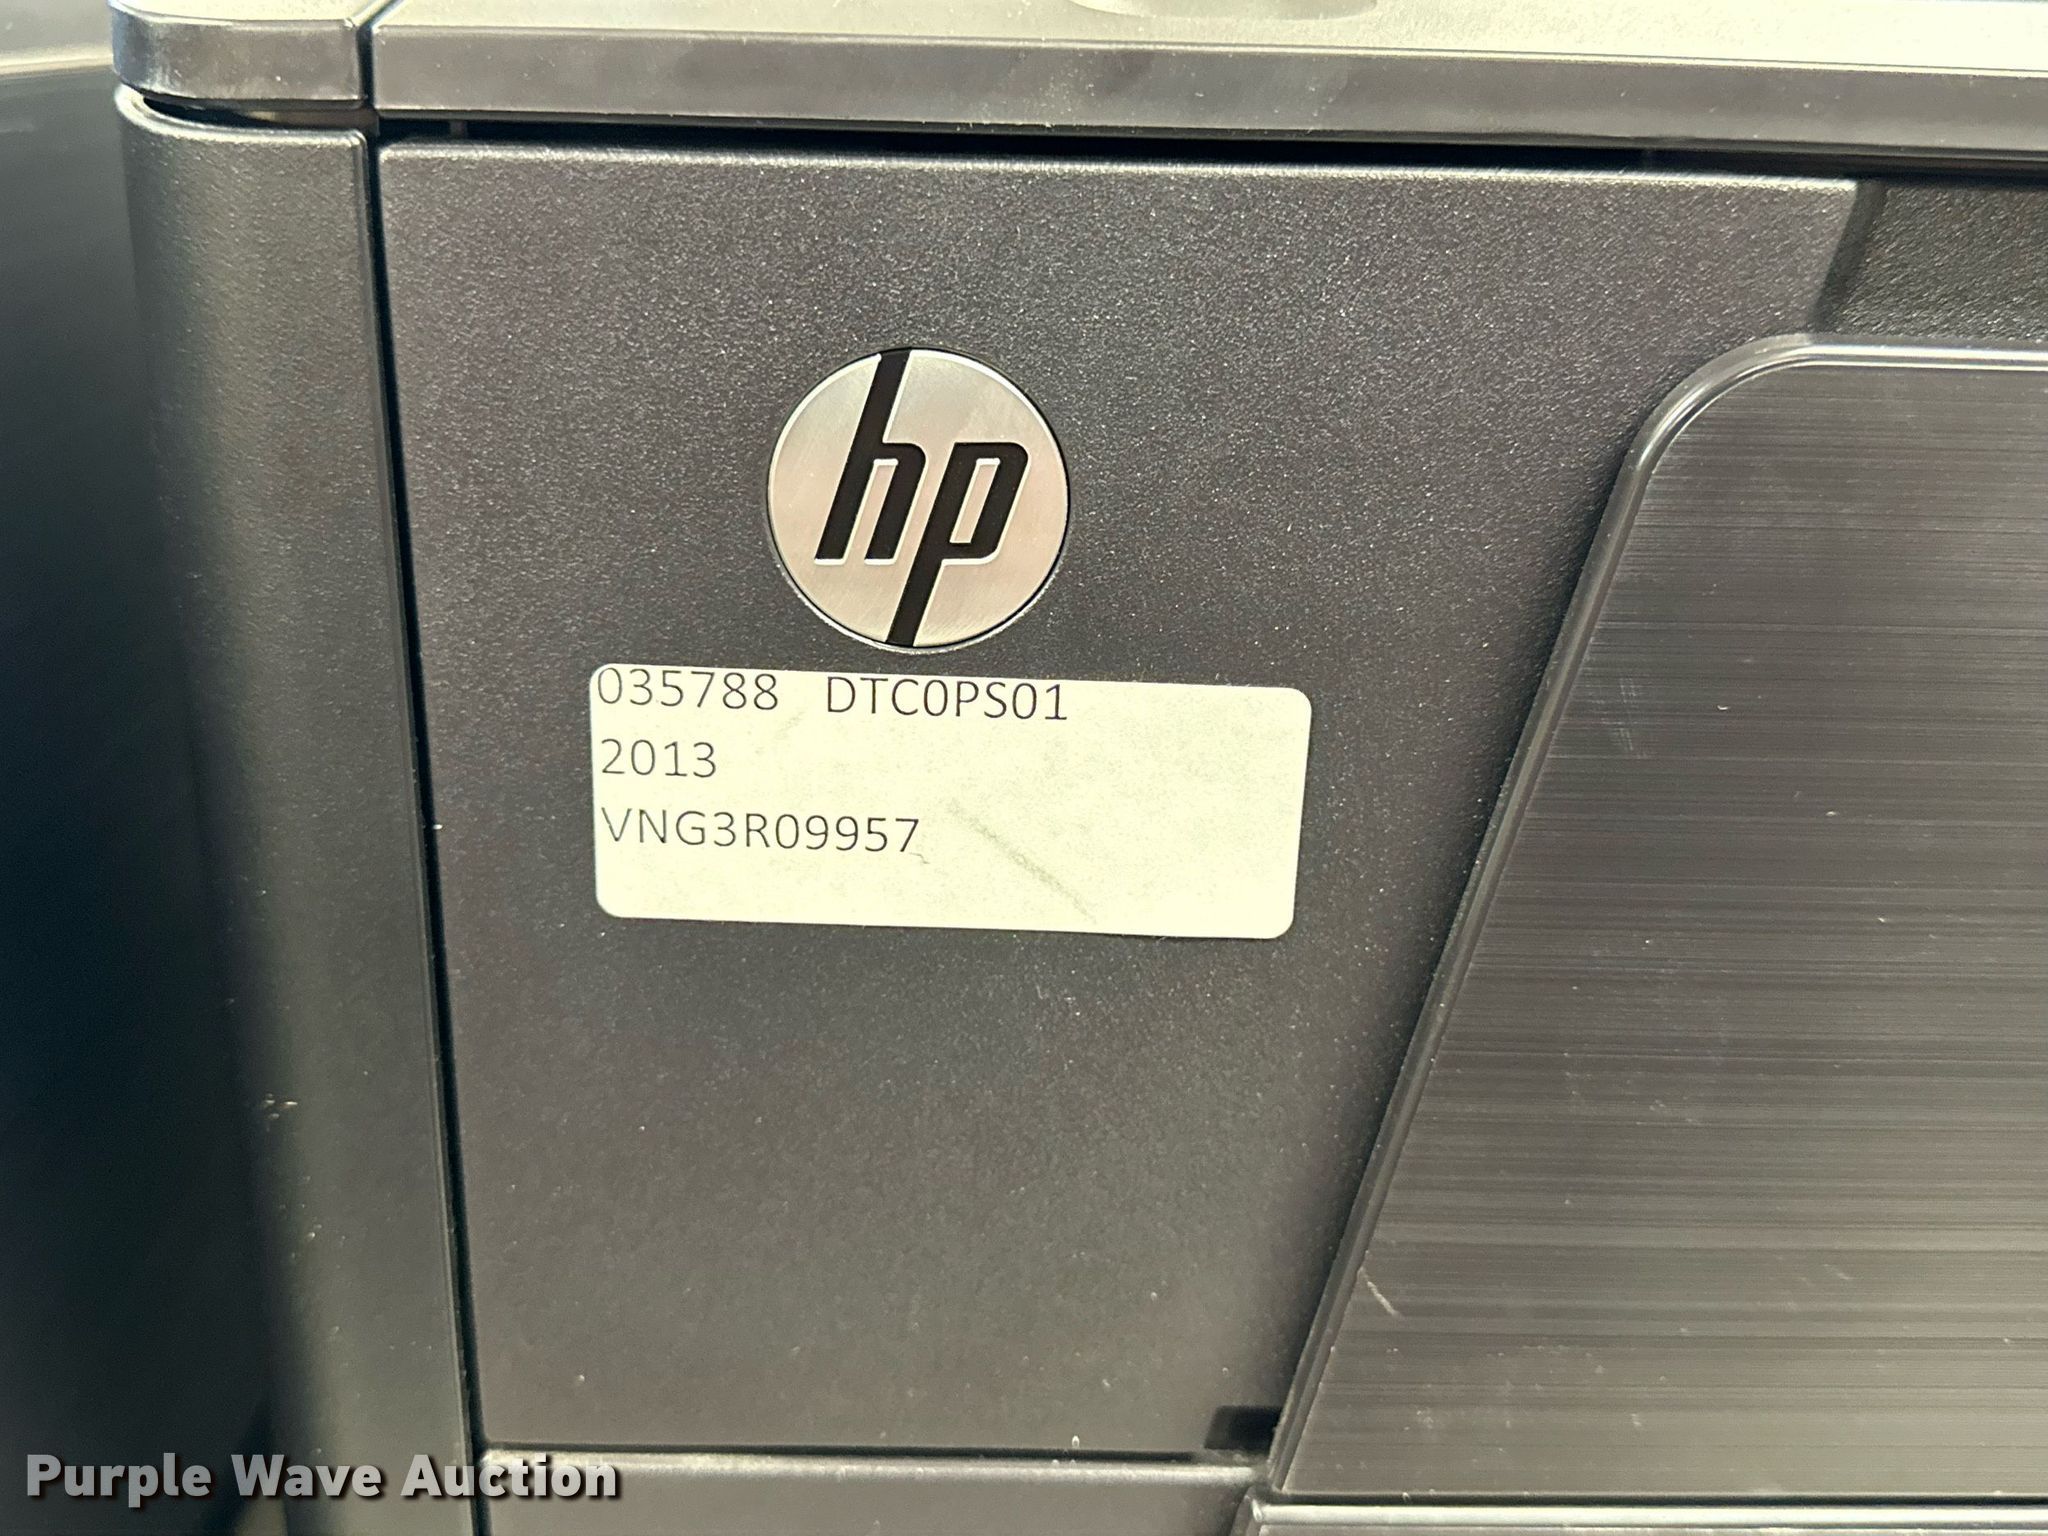 hp
035788 DTC0PS01
2013
VNG3R09957
Purple Wave Auction